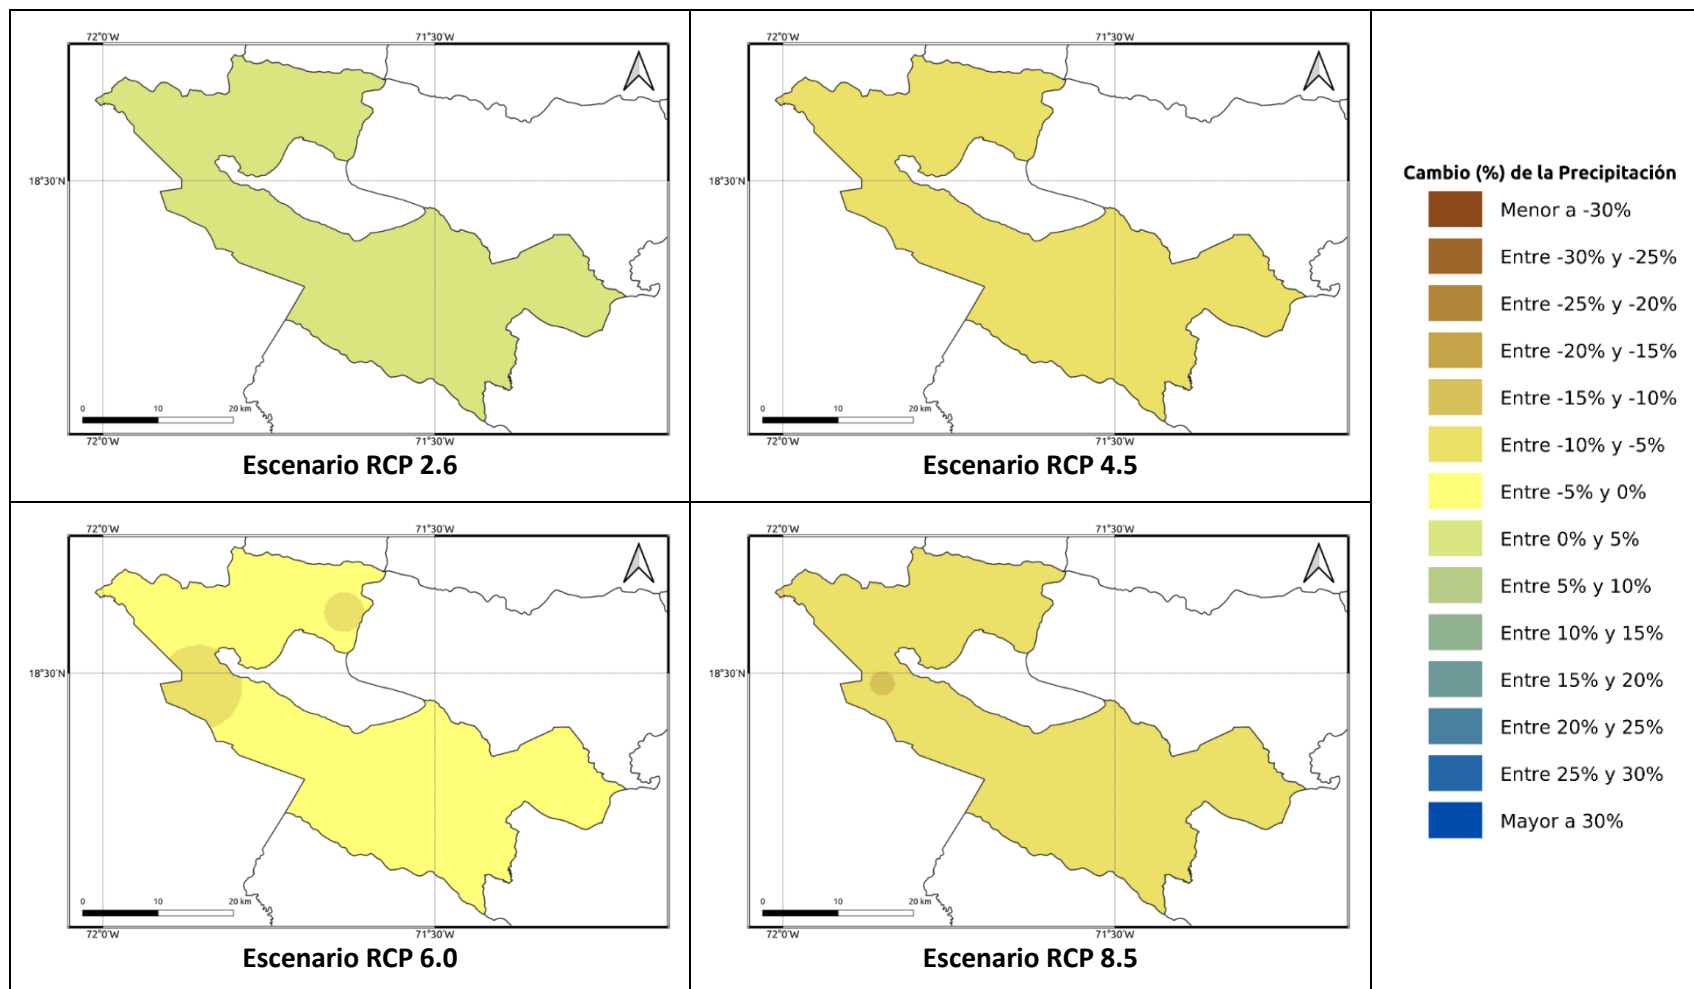 72°0'W 71°30'W
18°30'N
0 10 20 km
72°0'W 71°30'W
Escenario RCP 2.6
72°0'W 71°30'W
0 10 20 km
72°0'W 71°30'W
Escenario RCP 4.5
72°0'W 71°30'W
18°30'N
0 10 20 km
72°0'W 71°30'W
Escenario RCP 6.0
72°0'W 71°30'W
0 10 20 km
72°0'W 71°30'W
Escenario RCP 8.5
Cambio (%) de la Precipitación
Menor a -30%
Entre -30% y -25%
Entre -25% y -20%
Entre -20% y -15%
Entre -15% y -10%
Entre -10% y -5%
Entre -5% y 0%
Entre 0% y 5%
Entre 5% y 10%
Entre 10% y 15%
Entre 15% y 20%
Entre 20% y 25%
Entre 25% y 30%
Mayor a 30%